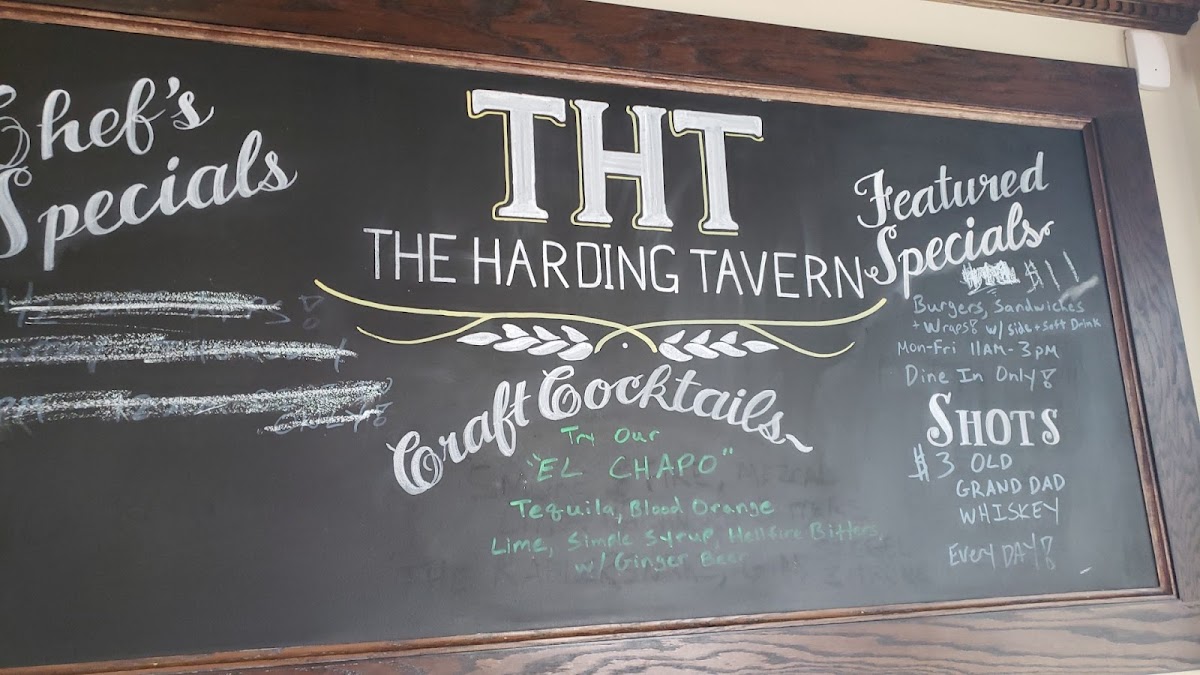 Chef's
Specials
THT
THE HARDING TAVERN
Craft Cocktails
Try Our
"EL CHAPO"
Tequila, Blood Orange
Lime, Simple Syrup, Hellfire Bitters,
w/ Ginger Beer
Featured
Specials
$11
Burgers, Sandwiches
+ Wraps! w/ side + soft Drink
Mon-Fri 11AM-3PM
Dine In Only!
SHOTS
$3 OLD
GRAND DAD
WHISKEY
Every DAY!